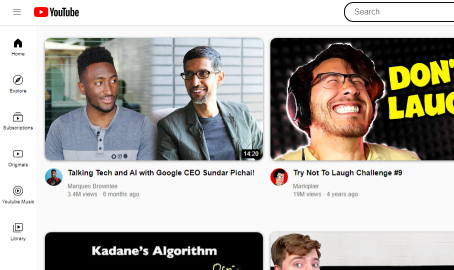 YouTube
Search
Home
Explore
Subscriptions
Originals
Youtube Music
Library
DON'
LAUG
14:20
Talking Tech and AI with Google CEO Sundar Pichai!
Marques Brownlee
3.4M views · 6 months ago
Try Not To Laugh Challenge #9
Markiplier
19M views · 4 years ago
Kadane's Algorithm